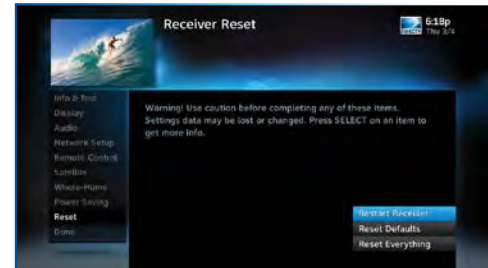 Receiver Reset
6:18p
DIRECTV
Thu 3/4
Info & Test
Display
Audio
Network Setup
Remote Control
Satellite
Whole-Home
Power Saving
Reset
Done
Warning! Use caution before completing any of these items.
Settings data may be lost or changed. Press SELECT on an item to
get more info.
Restart Receiver
Reset Defaults
Reset Everything